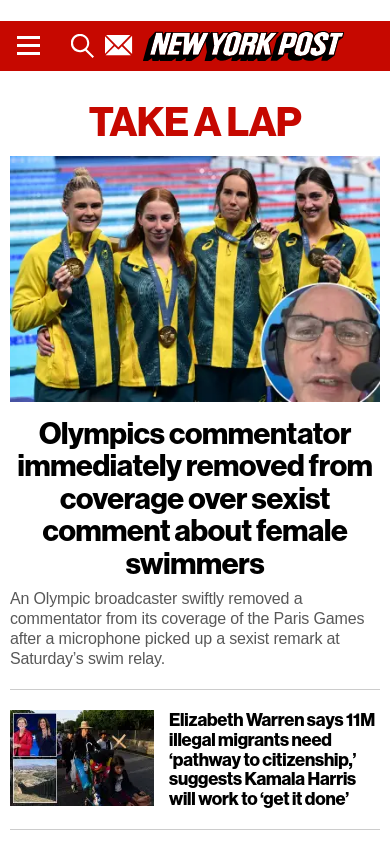 NEW YORK POST
TAKE A LAP
Olympics commentator
immediately removed from
coverage over sexist
comment about female
swimmers
An Olympic broadcaster swiftly removed a
commentator from its coverage of the Paris Games
after a microphone picked up a sexist remark at
Saturday’s swim relay.
Elizabeth Warren says 11M
illegal migrants need
‘pathway to citizenship,’
suggests Kamala Harris
will work to ‘get it done’